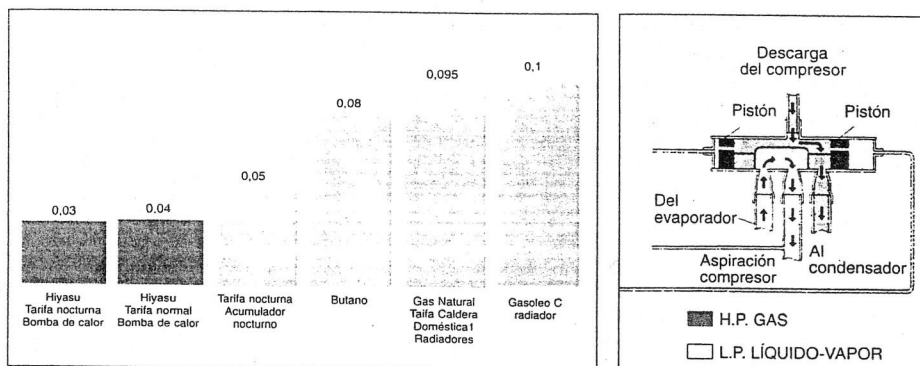 0,03
0,04
0,05
0,08
0,095
0,1
Hiyasu
Tarifa nocturna
Bomba de calor
Hiyasu
Tarifa normal
Bomba de calor
Tarifa nocturna
Acumulador
nocturno
Butano
Gas Natural
Taifa Caldera
Doméstica1
Radiadores
Gasoleo C
radiador
Descarga
del compresor
Pistón
Pistón
Del
evaporador
Aspiración
compresor
Al
condensador
H.P. GAS
L.P. LÍQUIDO-VAPOR